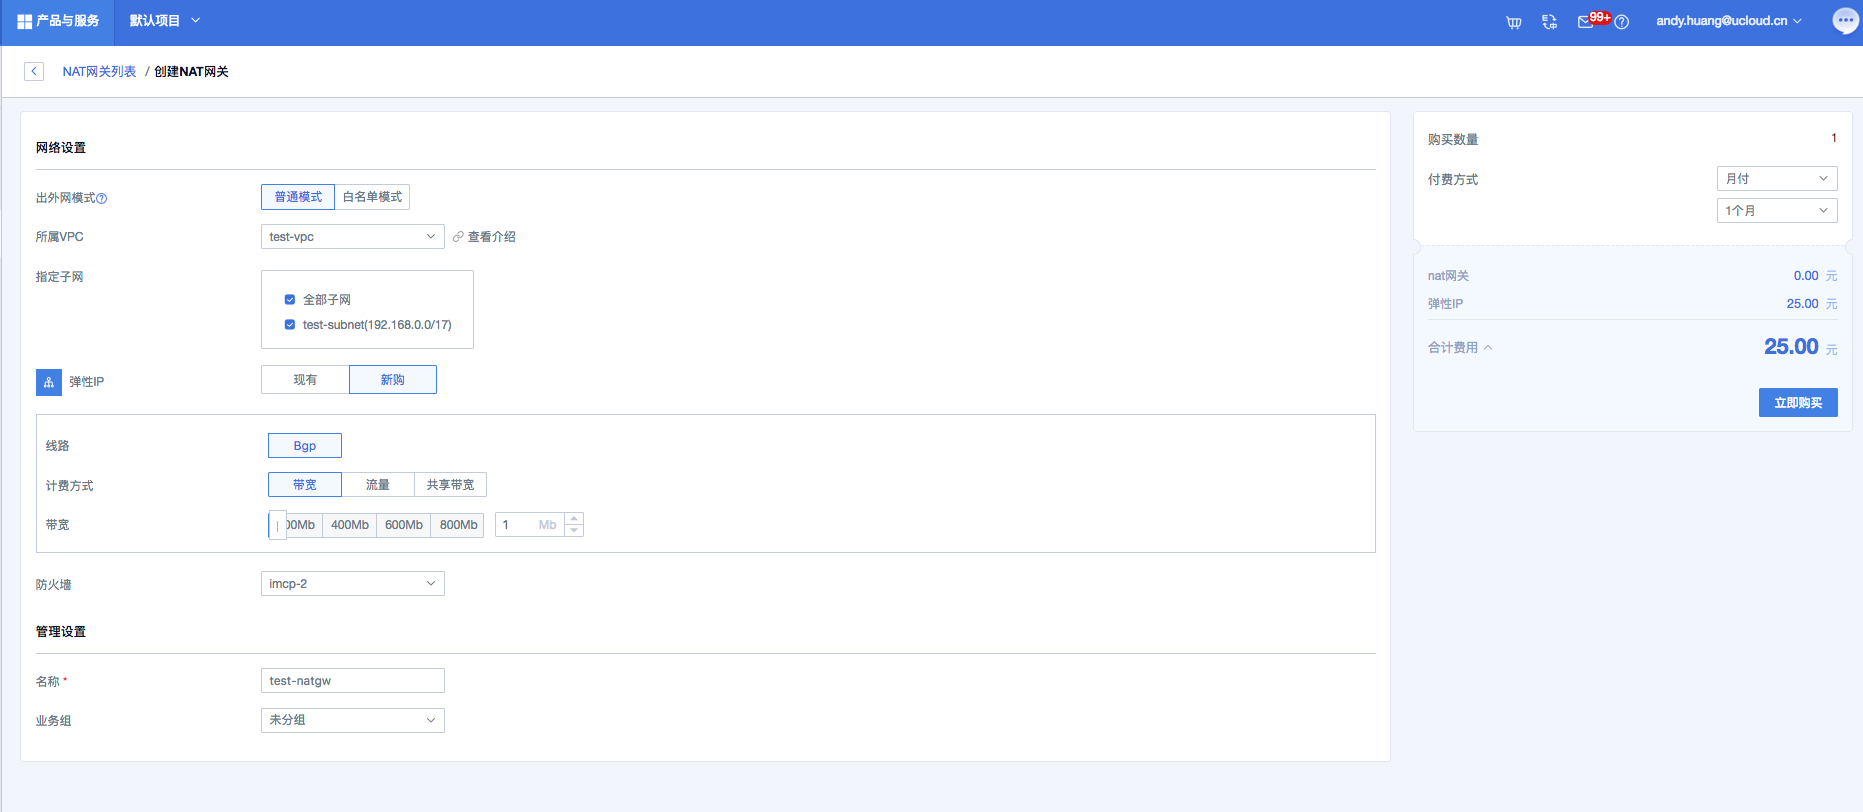 产品与服务 默认项目 99+ andy.huang@ucloud.cn
NAT网关列表 / 创建NAT网关
网络设置
出外网模式 普通模式 白名单模式
所属VPC test-vpc 查看介绍
指定子网
全部子网
test-subnet(192.168.0.0/17)
弹性IP 现有 新购
线路 Bgp
计费方式 带宽 流量 共享带宽
带宽 00Mb 400Mb 600Mb 800Mb 1 Mb
防火墙 imcp-2
管理设置
名称 * test-natgw
业务组 未分组
购买数量 1
付费方式 月付
1个月
nat网关 0.00 元
弹性IP 25.00 元
合计费用 25.00 元
立即购买